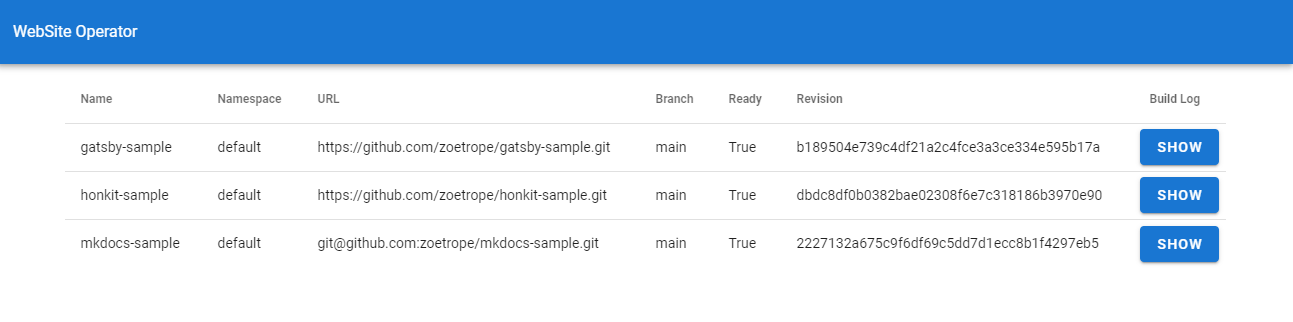 WebSite Operator
Name Namespace URL Branch Ready Revision Build Log
gatsby-sample default https://github.com/zoetrope/gatsby-sample.git main True b189504e739c4df21a2c4fce3a3ce334e595b17a SHOW
honkit-sample default https://github.com/zoetrope/honkit-sample.git main True dbdc8df0b0382bae02308f6e7c318186b3970e90 SHOW
mkdocs-sample default git@github.com:zoetrope/mkdocs-sample.git main True 2227132a675c9f6df69c5dd7d1ecc8b1f4297eb5 SHOW